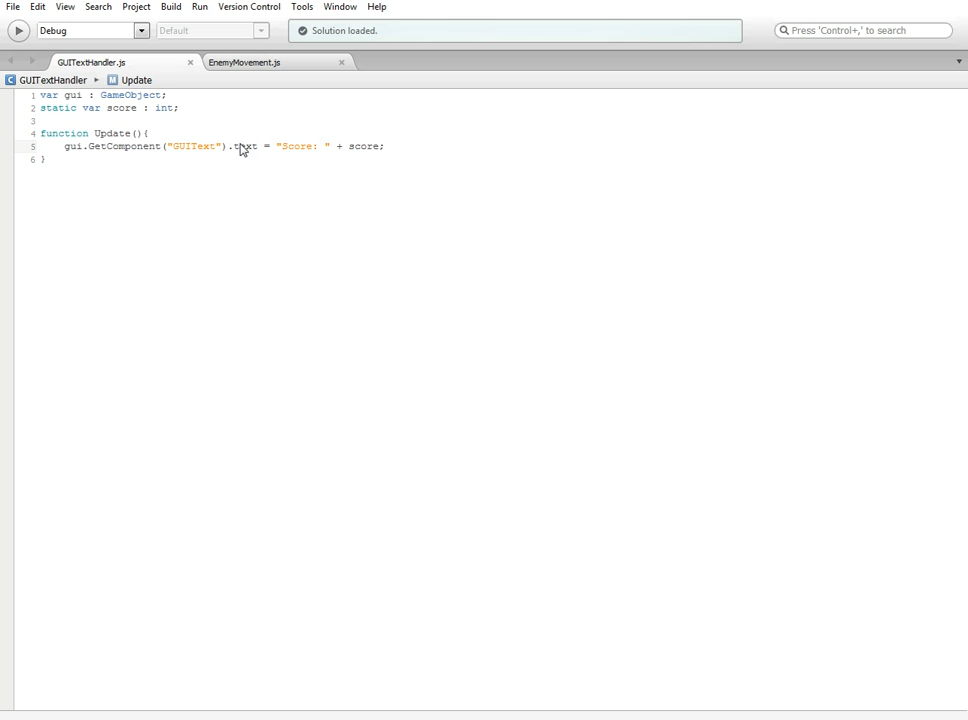 File Edit View Search Project Build Run Version Control Tools Window Help
Debug Default Solution loaded. Press 'Control+,' to search
GUITextHandler.js EnemyMovement.js
GUITextHandler Update
1 var gui : GameObject;
2 static var score : int;
3
4 function Update(){
5 gui.GetComponent("GUIText").text = "Score: " + score;
6 }